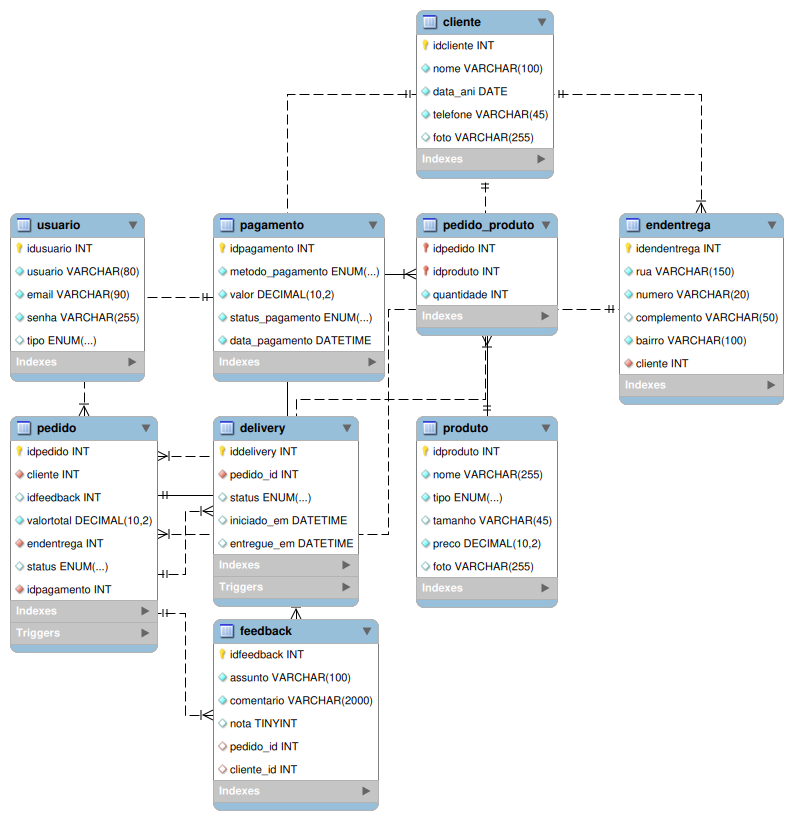 cliente
idcliente INT
nome VARCHAR(100)
data_ani DATE
telefone VARCHAR(45)
foto VARCHAR(255)
Indexes
usuario
idusuario INT
usuario VARCHAR(80)
email VARCHAR(90)
senha VARCHAR(255)
tipo ENUM(...)
Indexes
pagamento
idpagamento INT
metodo_pagamento ENUM(...)
valor DECIMAL(10,2)
status_pagamento ENUM(...)
data_pagamento DATETIME
Indexes
pedido_produto
idpedido INT
idproduto INT
quantidade INT
Indexes
endentrega
idendentrega INT
rua VARCHAR(150)
numero VARCHAR(20)
complemento VARCHAR(50)
bairro VARCHAR(100)
cliente INT
Indexes
pedido
idpedido INT
cliente INT
idfeedback INT
valortotal DECIMAL(10,2)
endentrega INT
status ENUM(...)
idpagamento INT
Indexes
Triggers
delivery
iddelivery INT
pedido_id INT
status ENUM(...)
iniciado_em DATETIME
entregue_em DATETIME
Indexes
Triggers
produto
idproduto INT
nome VARCHAR(255)
tipo ENUM(...)
tamanho VARCHAR(45)
preco DECIMAL(10,2)
foto VARCHAR(255)
Indexes
feedback
idfeedback INT
assunto VARCHAR(100)
comentario VARCHAR(2000)
nota TINYINT
pedido_id INT
cliente_id INT
Indexes